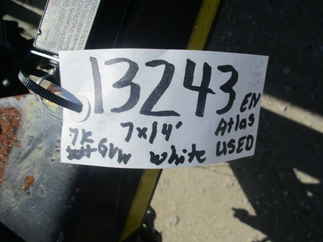 13243 EN
7x14' Atlas
7K GVW white USED